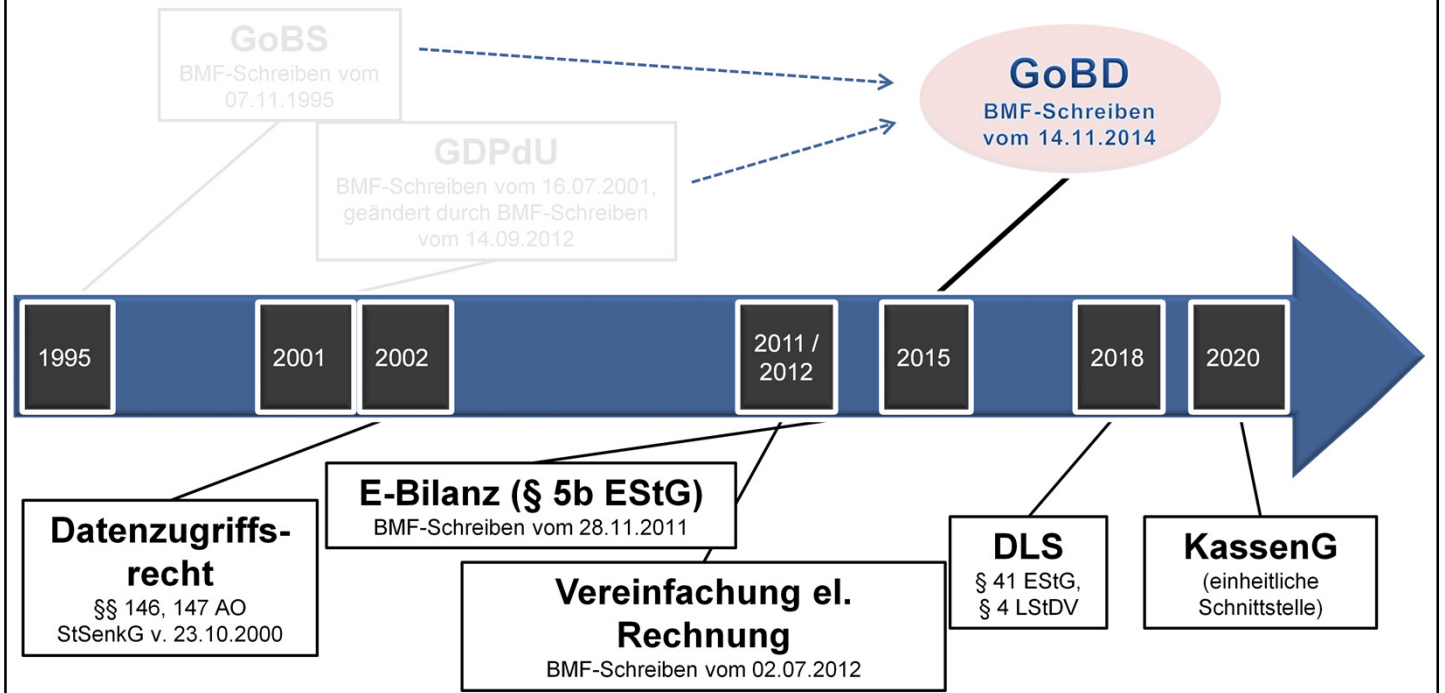 GoBS
BMF-Schreiben vom
07.11.1995
GDPdU
BMF-Schreiben vom 16.07.2001,
geändert durch BMF-Schreiben
vom 14.09.2012
GoBD
BMF-Schreiben
vom 14.11.2014
1995
2001
2002
2011 /
2012
2015
2018
2020
Datenzugriffs-
recht
§§ 146, 147 AO
StSenkG v. 23.10.2000
E-Bilanz (§ 5b EStG)
BMF-Schreiben vom 28.11.2011
Vereinfachung el.
Rechnung
BMF-Schreiben vom 02.07.2012
DLS
§ 41 EStG,
§ 4 LStDV
KassenG
(einheitliche
Schnittstelle)